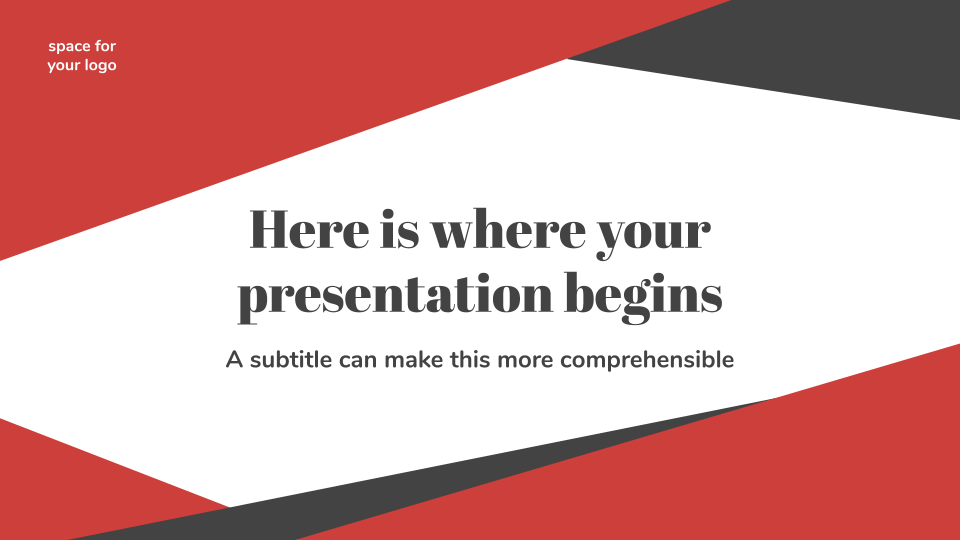 space for
your logo
Here is where your
presentation begins
A subtitle can make this more comprehensible